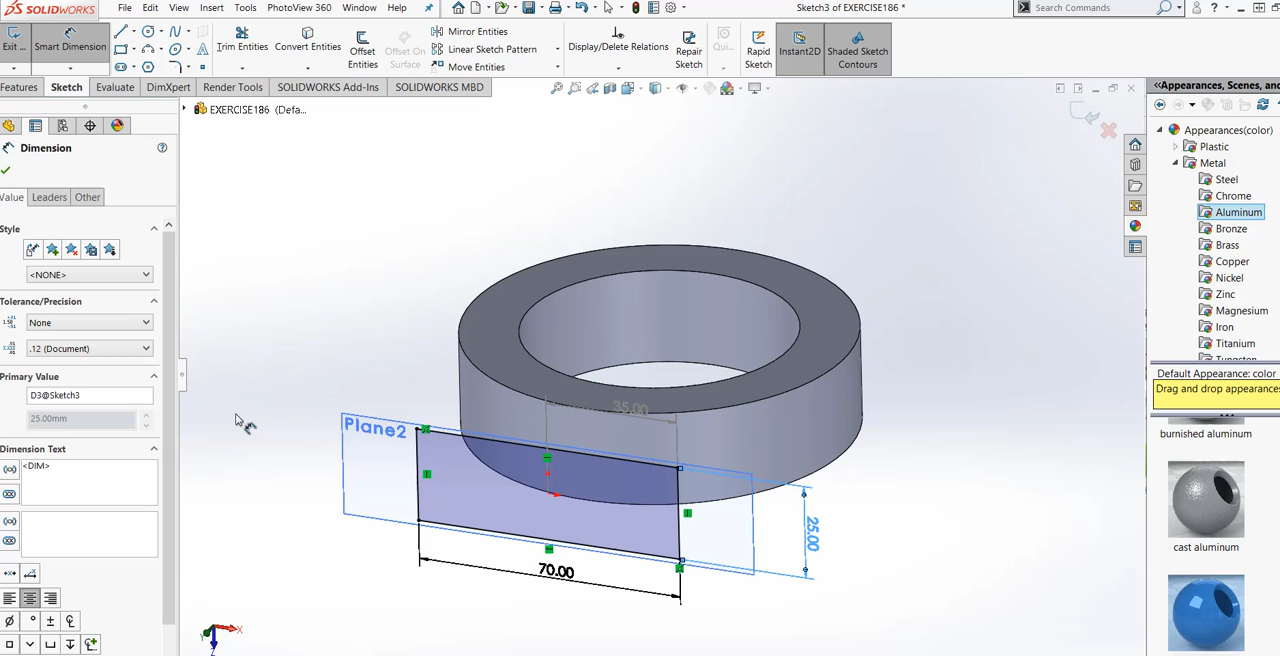 SOLIDWORKS File Edit View Insert Tools PhotoView 360 Window Help Sketch3 of EXERCISE186 * Search Commands ?
Exit ... Smart Dimension Trim Entities Convert Entities Offset Entities Offset On Surface Mirror Entities Linear Sketch Pattern Move Entities Display/Delete Relations Repair Sketch Qui... Rapid Sketch Instant2D Shaded Sketch Contours
Features Sketch Evaluate DimXpert Render Tools SOLIDWORKS Add-Ins SOLIDWORKS MBD
EXERCISE186 (Defa...
Dimension
Value Leaders Other
Style
<NONE>
Tolerance/Precision
None
.12 (Document)
Primary Value
D3@Sketch3
25.00mm
Dimension Text
<DIM>
Plane2
35.00
25.00
70.00
X
Y
Z
<<Appearances, Scenes, and
Appearances(color)
Plastic
Metal
Steel
Chrome
Aluminum
Bronze
Brass
Copper
Nickel
Zinc
Magnesium
Iron
Titanium
Tungsten
Default Appearance: color
Drag and drop appearances
burnished aluminum
cast aluminum